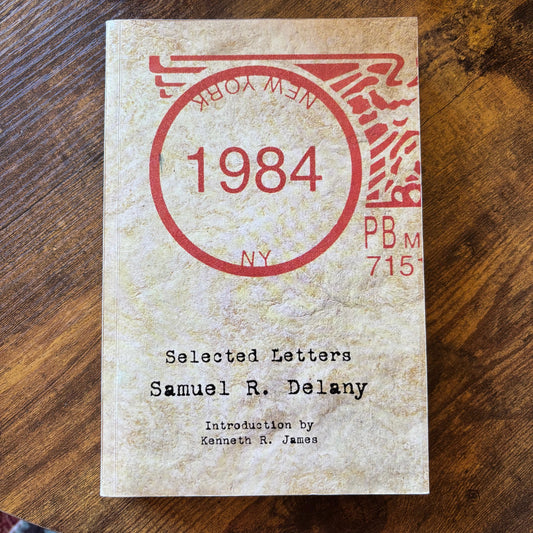 NEW YORK
1984
NY
PB M
715
Selected Letters
Samuel R. Delany
Introduction by
Kenneth R. James